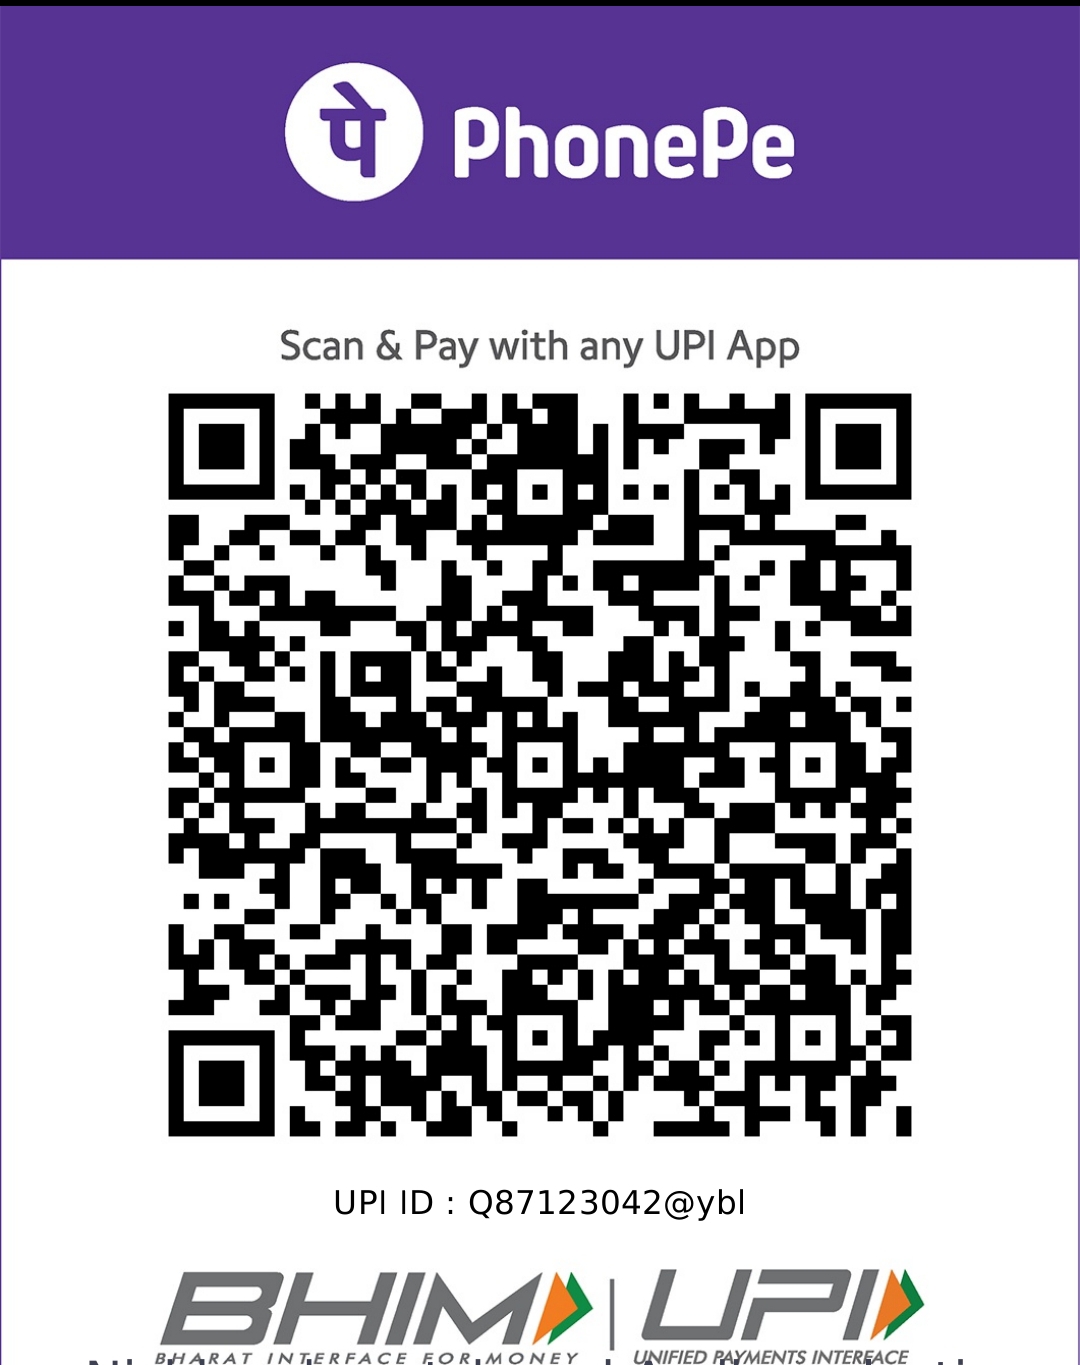 पे PhonePe
Scan & Pay with any UPI App
UPI ID : Q87123042@ybl
BHIM UPI
BHARAT INTERFACE FOR MONEY UNIFIED PAYMENTS INTERFACE